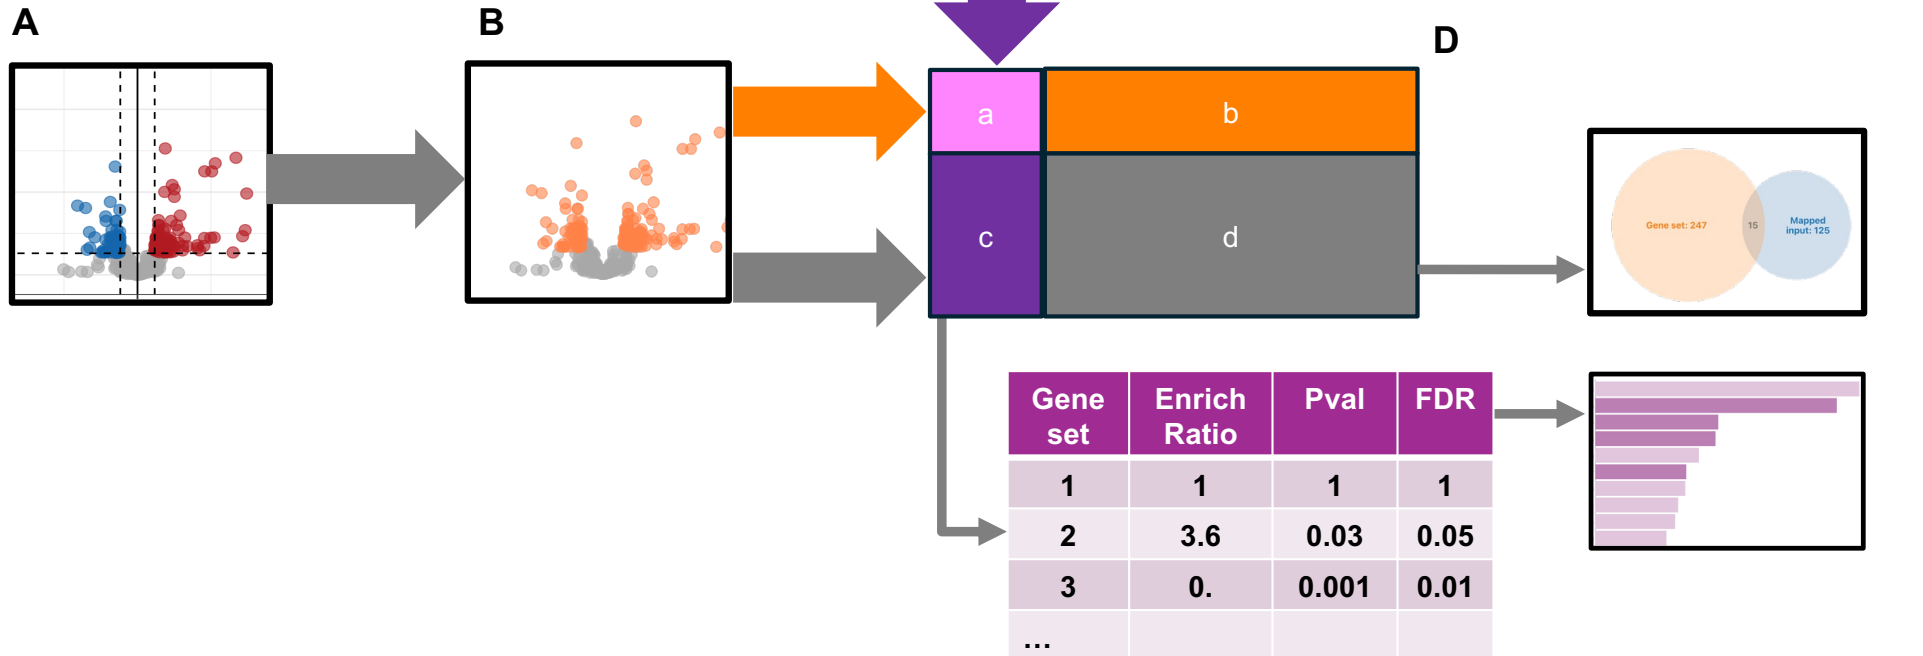 A
B
D
a
b
c
d
Gene set: 247
15
Mapped
input: 125
Gene
set
Enrich
Ratio
Pval
FDR
1 1 1 1
2 3.6 0.03 0.05
3 0. 0.001 0.01
...